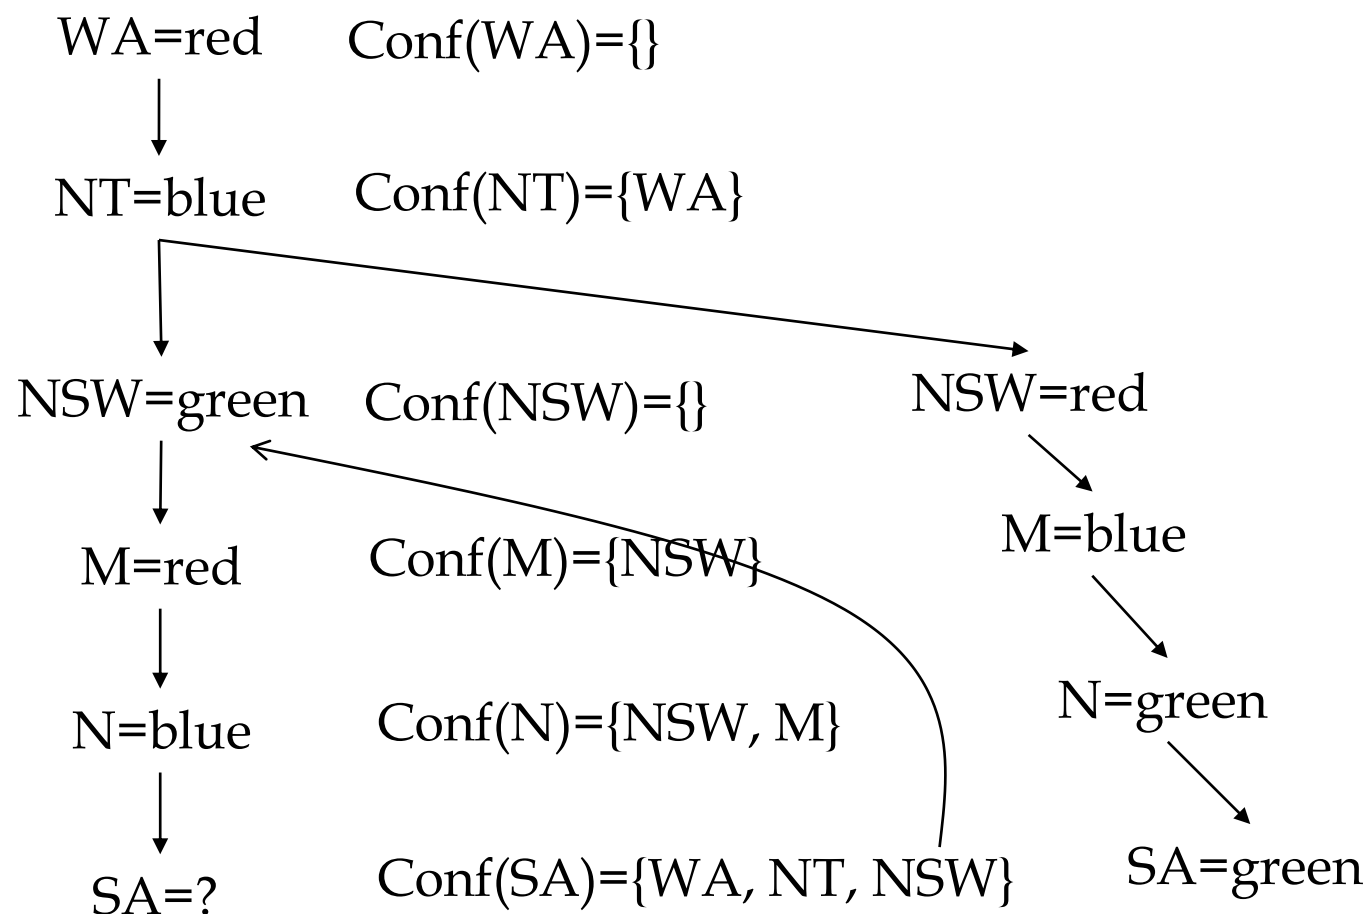 WA=red Conf(WA)={}
NT=blue Conf(NT)={WA}
NSW=green Conf(NSW)={} NSW=red
M=red Conf(M)={NSW} M=blue
N=blue Conf(N)={NSW, M} N=green
SA=? Conf(SA)={WA, NT, NSW} SA=green